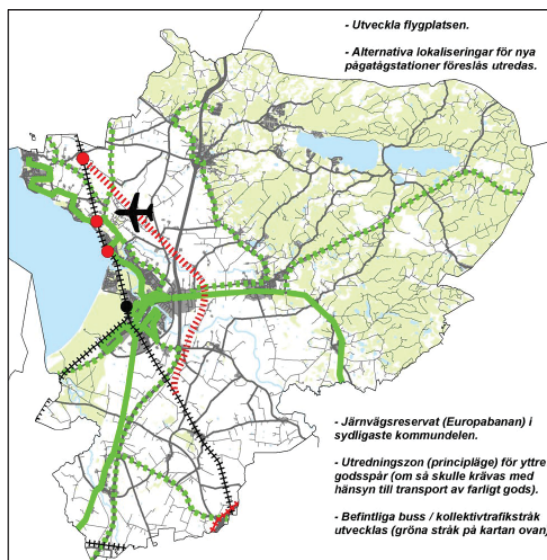 - Utveckla flygplatsen.
- Alternativa lokaliseringar för nya
pågatågstationer föreslås utredas.
- Järnvägsreservat (Europabanan) i
sydligaste kommundelen.
- Utredningszon (principläge) för yttre
godsspår (om så skulle krävas med
hänsyn till transport av farligt gods).
- Befintliga buss / kollektivtrafikstråk
utvecklas (gröna stråk på kartan ovan)